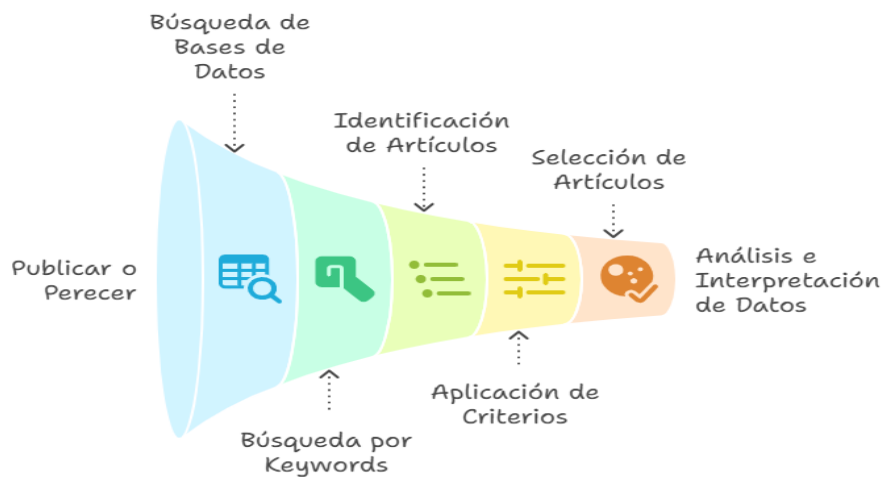 Búsqueda de
Bases de
Datos
Identificación
de Artículos
Selección de
Artículos
Publicar o
Perecer
Análisis e
Interpretación
de Datos
Aplicación de
Criterios
Búsqueda por
Keywords